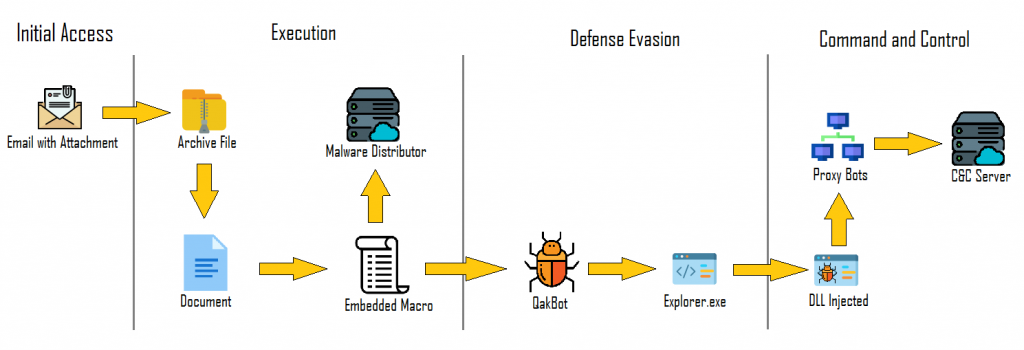 Initial Access
Execution
Defense Evasion
Command and Control
Email with Attachment
Archive File
Malware Distributor
Proxy Bots
C&C Server
Document
Embedded Macro
QakBot
Explorer.exe
DLL Injected